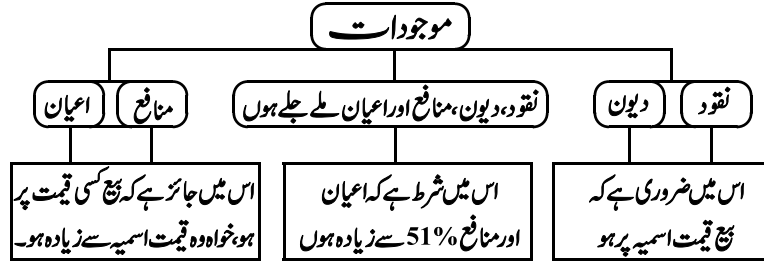 موجودات
نقود
دیون
نقود، دیون، منافع اور اعیان ملے جلے ہوں
منافع
اعیان
اس میں ضروری ہے کہ
بیع قیمت اسمیہ پر ہو
اس میں شرط ہے کہ اعیان
اور منافع 51% سے زیادہ ہوں
اس میں جائز ہے کہ بیع کسی قیمت پر
ہو، خواہ وہ قیمت اسمیہ سے زیادہ ہو۔